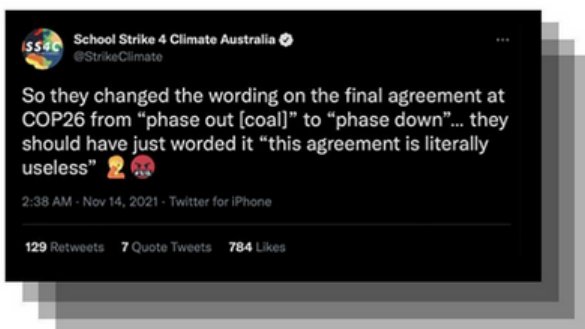 SS4C
School Strike 4 Climate Australia
@StrikeClimate
So they changed the wording on the final agreement at
COP26 from “phase out [coal]” to “phase down”... they
should have just worded it “this agreement is literally
useless” 🤦 🤬
2:38 AM · Nov 14, 2021 · Twitter for iPhone
129 Retweets 7 Quote Tweets 784 Likes